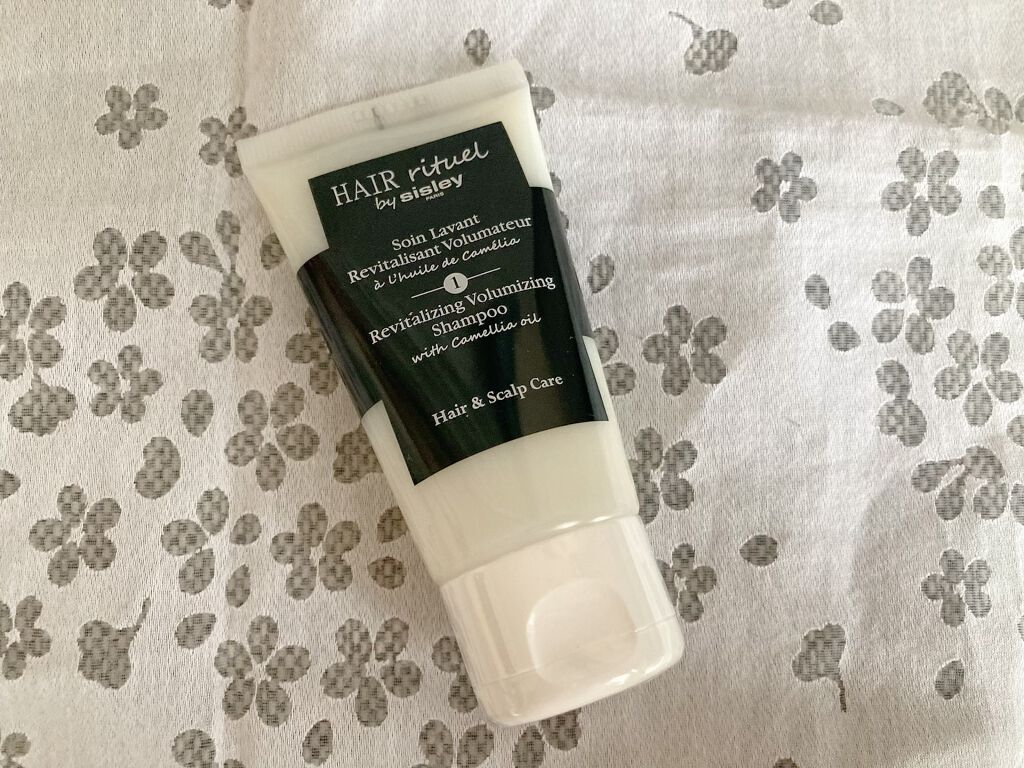 HAIR rituel
by sisley
PARIS
Soin Lavant
Revitalisant Volumateur
à l'huile de Camélia
1
Revitalizing Volumizing
Shampoo
with Camellia oil
Hair & Scalp Care